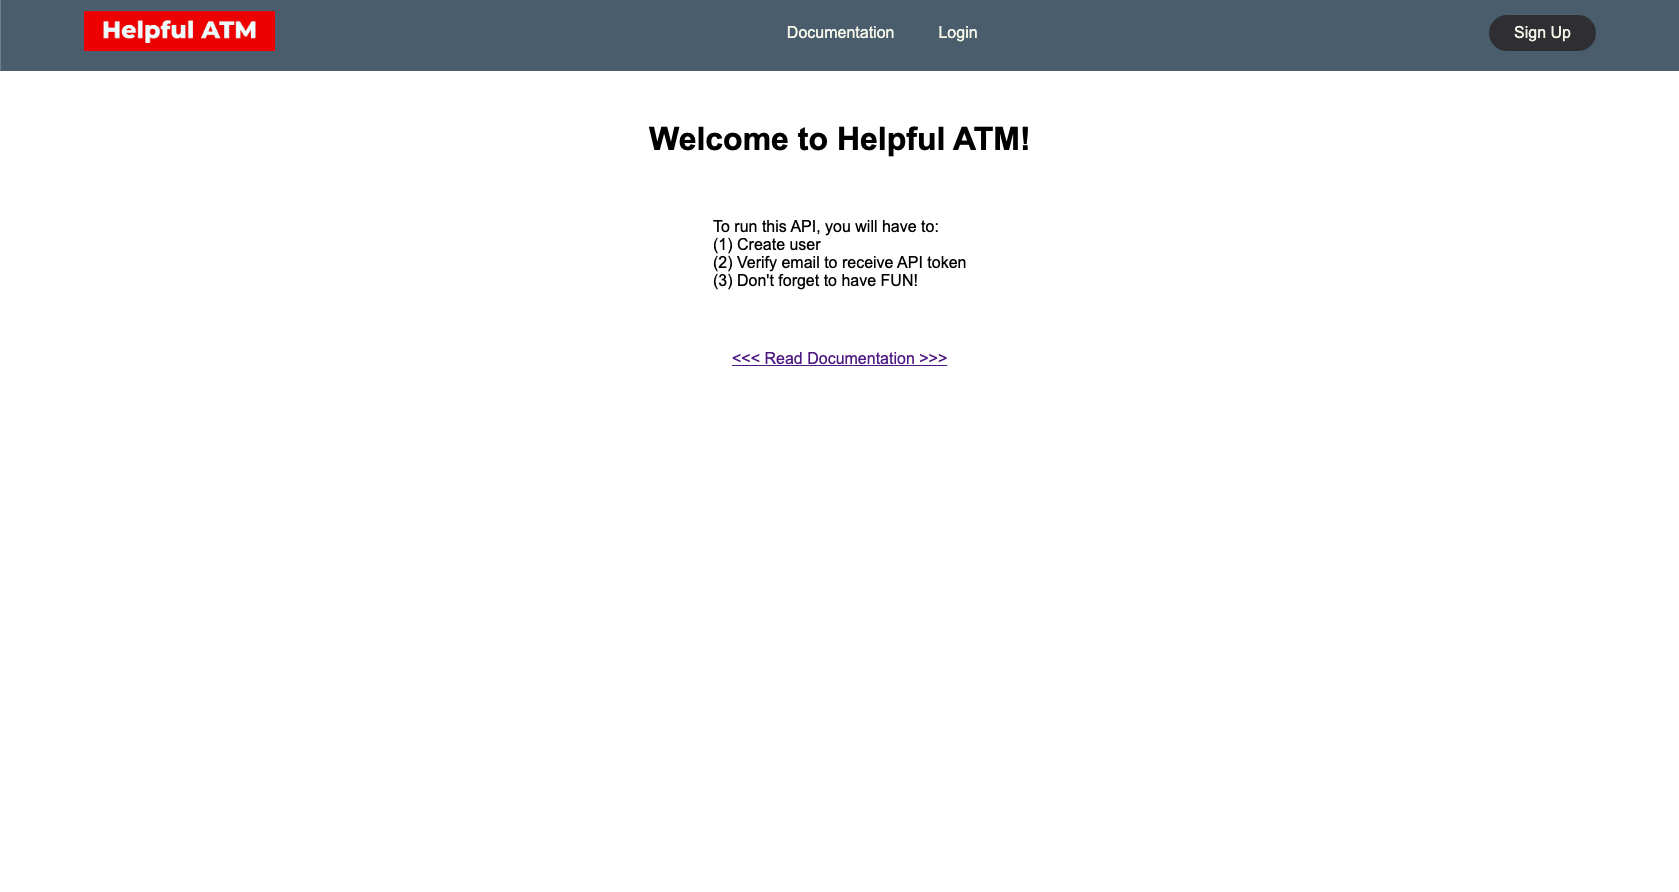 Helpful ATM
Documentation
Login
Sign Up
Welcome to Helpful ATM!
To run this API, you will have to:
(1) Create user
(2) Verify email to receive API token
(3) Don't forget to have FUN!
<<< Read Documentation >>>